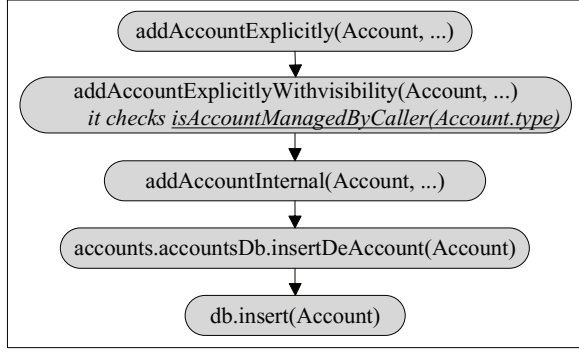 addAccountExplicitly(Account, ...)
addAccountExplicitlyWithvisibility(Account, ...)
it checks isAccountManagedByCaller(Account.type)
addAccountInternal(Account, ...)
accounts.accountsDb.insertDeAccount(Account)
db.insert(Account)